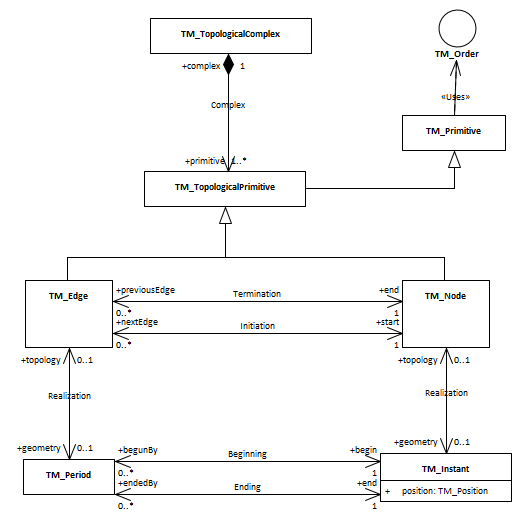 TM_TopologicalComplex
TM_Order
+complex 1
Complex
«Uses»
TM_Primitive
+primitive 1..*
TM_TopologicalPrimitive
TM_Edge
+previousEdge Termination +end
TM_Node
0..* 1
+nextEdge Initiation +start
0..* 1
+topology 0..1
+topology 0..1
Realization
Realization
+geometry 0..1
+geometry 0..1
TM_Period
+begunBy Beginning +begin
TM_Instant
0..* 1
+endedBy Ending +end
+ position: TM_Position
0..* 1